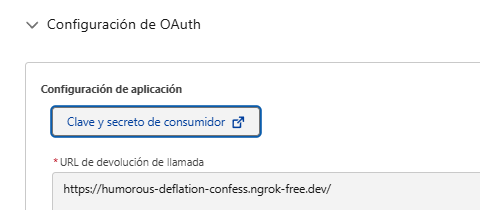 Configuración de OAuth
Configuración de aplicación
Clave y secreto de consumidor
* URL de devolución de llamada
https://humorous-deflation-confess.ngrok-free.dev/